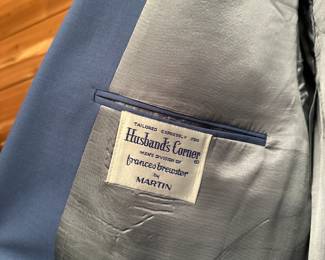 TAILORED EXPRESSLY FOR
Husband's Corner
MEN'S DIVISION OF
frances brewster
by
MARTIN